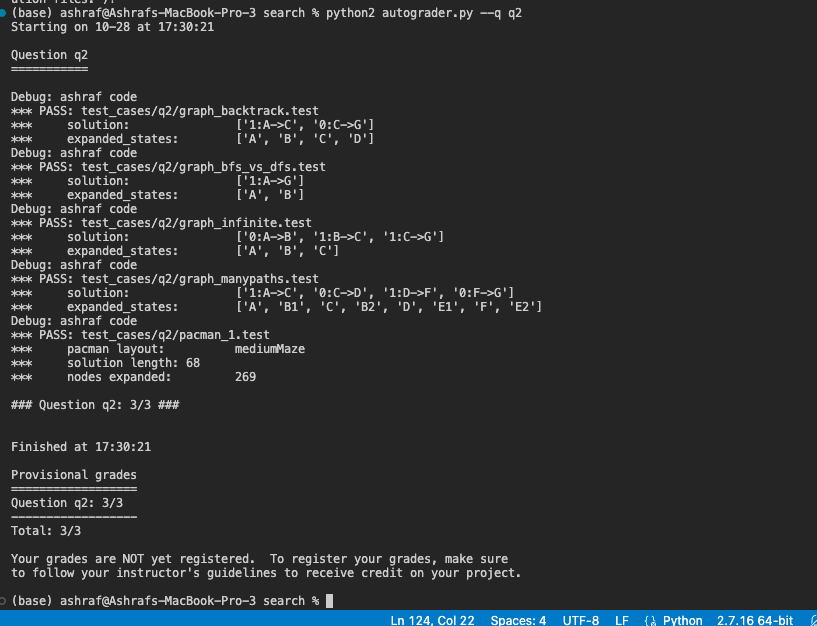 (base) ashraf@Ashrafs-MacBook-Pro-3 search % python2 autograder.py --q q2
Starting on 10-28 at 17:30:21
Question q2
===========
Debug: ashraf code
*** PASS: test_cases/q2/graph_backtrack.test
*** solution: ['1:A->C', '0:C->G']
*** expanded_states: ['A', 'B', 'C', 'D']
Debug: ashraf code
*** PASS: test_cases/q2/graph_bfs_vs_dfs.test
*** solution: ['1:A->G']
*** expanded_states: ['A', 'B']
Debug: ashraf code
*** PASS: test_cases/q2/graph_infinite.test
*** solution: ['0:A->B', '1:B->C', '1:C->G']
*** expanded_states: ['A', 'B', 'C']
Debug: ashraf code
*** PASS: test_cases/q2/graph_manypaths.test
*** solution: ['1:A->C', '0:C->D', '1:D->F', '0:F->G']
*** expanded_states: ['A', 'B1', 'C', 'B2', 'D', 'E1', 'F', 'E2']
Debug: ashraf code
*** PASS: test_cases/q2/pacman_1.test
*** pacman layout: mediumMaze
*** solution length: 68
*** nodes expanded: 269
### Question q2: 3/3 ###
Finished at 17:30:21
Provisional grades
==================
Question q2: 3/3
------------------
Total: 3/3
Your grades are NOT yet registered. To register your grades, make sure
to follow your instructor's guidelines to receive credit on your project.
(base) ashraf@Ashrafs-MacBook-Pro-3 search %
Ln 124, Col 22 Spaces: 4 UTF-8 LF Python 2.7.16 64-bit